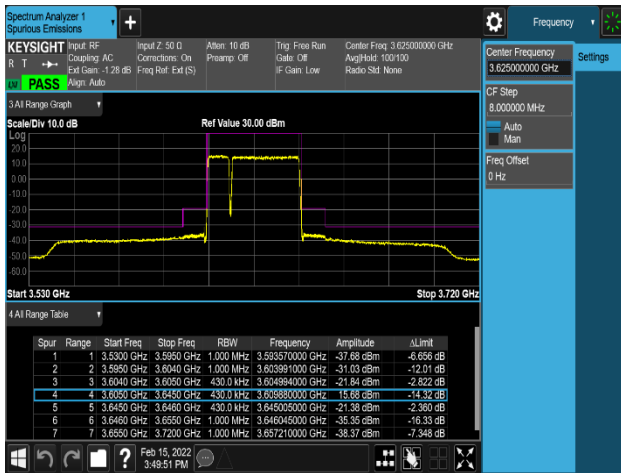 Spectrum Analyzer 1
Spurious Emissions
Frequency
KEYSIGHT Input: RF Input Z: 50 Ω Atten: 10 dB Trig: Free Run Center Freq: 3.625000000 GHz
R T Coupling: AC Corrections: On Preamp: Off Gate: Off Avg|Hold: 100/100
Ext Gain: -1.28 dB Freq Ref: Ext (S) IF Gain: Low Radio Std: None
PASS Align: Auto
Center Frequency
3.625000000 GHz
Settings
CF Step
8.000000 MHz
Auto
Man
Freq Offset
0 Hz
3 All Range Graph
Scale/Div 10.0 dB Ref Value 30.00 dBm
Log
20.0
10.0
0.00
-10.0
-20.0
-30.0
-40.0
-50.0
-60.0
Start 3.530 GHz Stop 3.720 GHz
4 All Range Table
Spur Range Start Freq Stop Freq RBW Frequency Amplitude ΔLimit
1 1 3.5300 GHz 3.5950 GHz 1.000 MHz 3.593570000 GHz -37.68 dBm -6.656 dB
2 2 3.5950 GHz 3.6040 GHz 1.000 MHz 3.603991000 GHz -31.03 dBm -12.01 dB
3 3 3.6040 GHz 3.6050 GHz 430.0 kHz 3.604994000 GHz -21.84 dBm -2.822 dB
4 4 3.6050 GHz 3.6450 GHz 430.0 kHz 3.609880000 GHz 15.68 dBm -14.32 dB
5 5 3.6450 GHz 3.6460 GHz 430.0 kHz 3.645005000 GHz -21.38 dBm -2.360 dB
6 6 3.6460 GHz 3.6550 GHz 1.000 MHz 3.646045000 GHz -35.35 dBm -16.33 dB
7 7 3.6550 GHz 3.7200 GHz 1.000 MHz 3.657210000 GHz -38.37 dBm -7.348 dB
?
Feb 15, 2022
3:49:51 PM